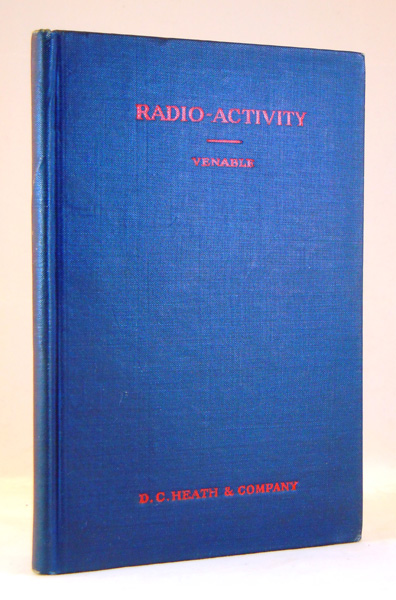 RADIO-ACTIVITY
VENABLE
D. C. HEATH & COMPANY